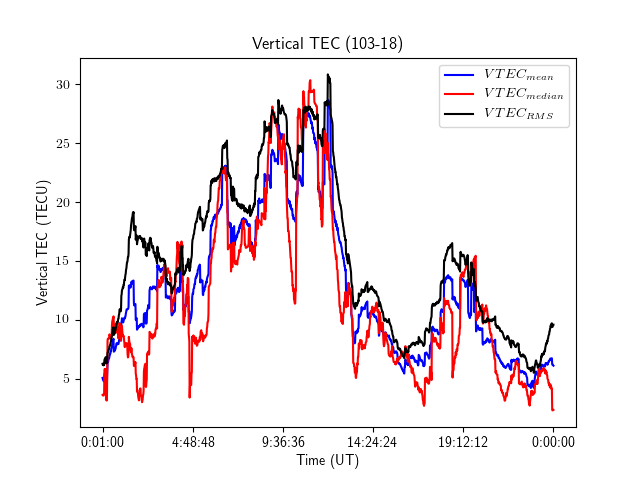 Vertical TEC (103-18)
VTEC_mean
VTEC_median
VTEC_RMS
30
25
20
15
10
5
Vertical TEC (TECU)
0:01:00 4:48:48 9:36:36 14:24:24 19:12:12 0:00:00
Time (UT)